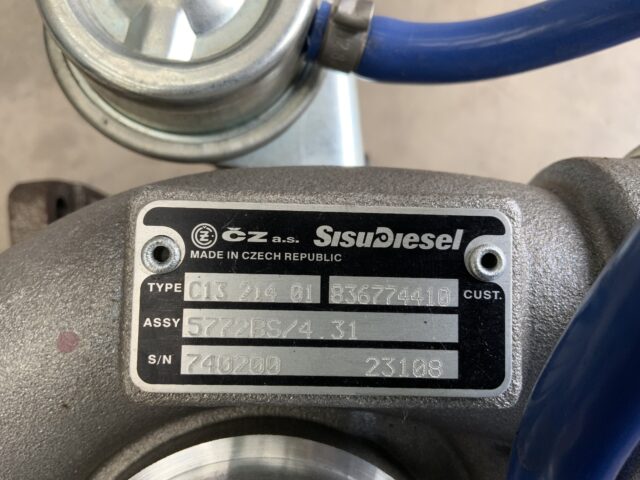 ČZ a.s. SISUDIESEL
MADE IN CZECH REPUBLIC
TYPE C13 214 01 836774410 CUST.
ASSY 5772BS/4.31
S/N 740200 23108